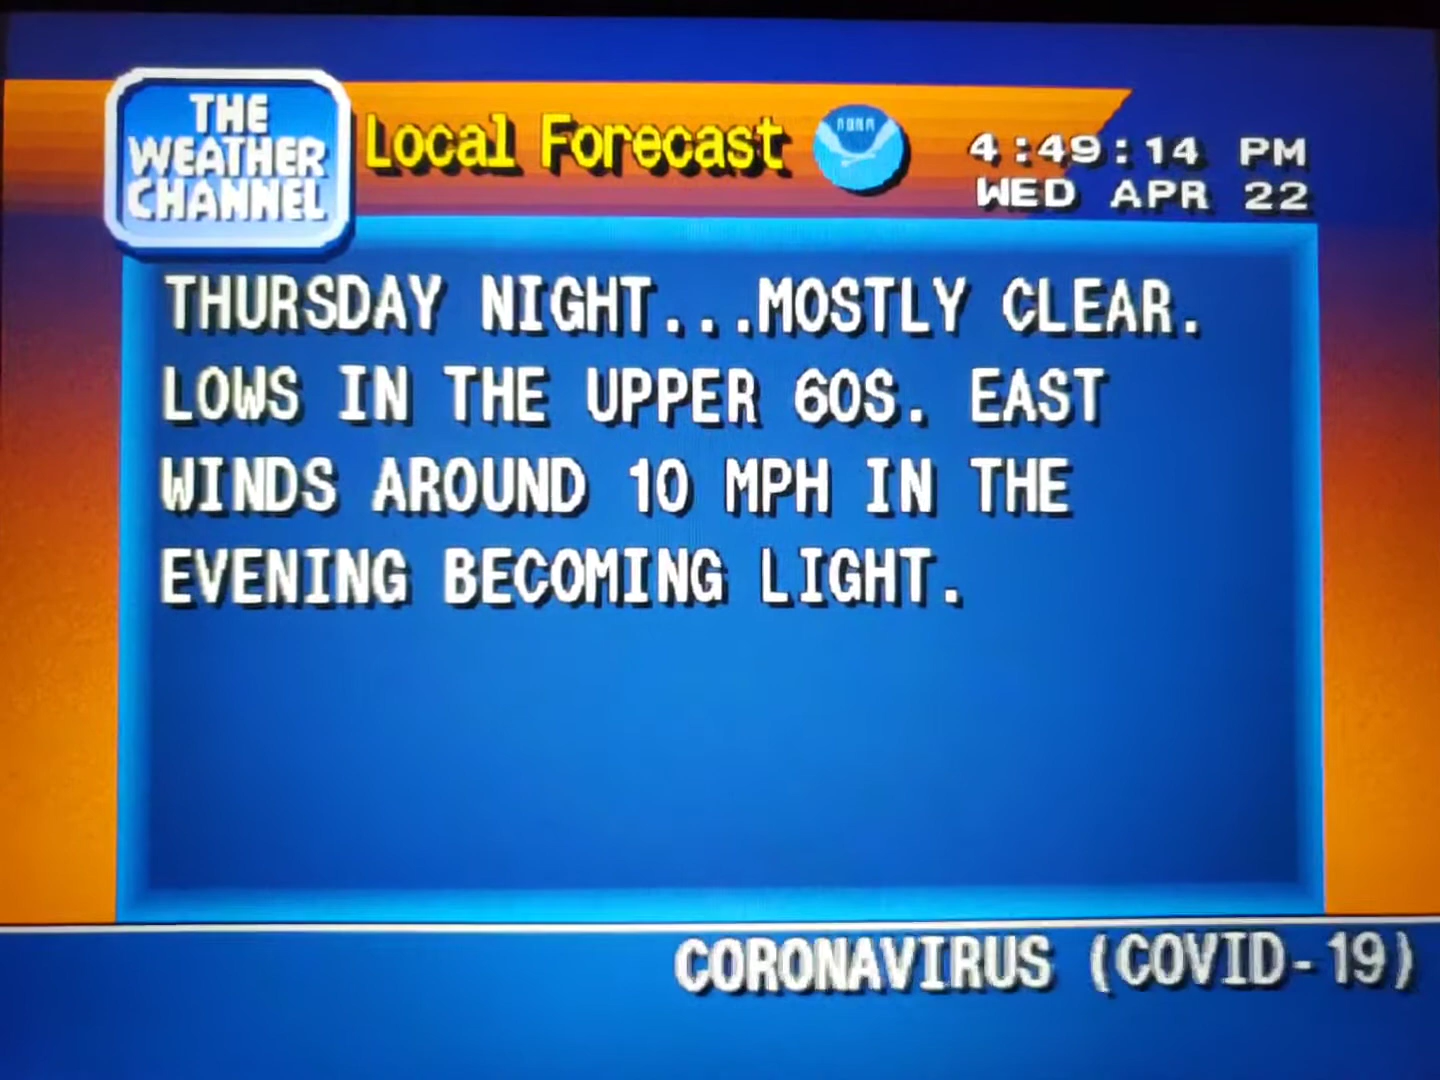 THE
WEATHER
CHANNEL
Local Forecast
NOAA
4:49:14 PM
WED APR 22
THURSDAY NIGHT...MOSTLY CLEAR.
LOWS IN THE UPPER 60S. EAST
WINDS AROUND 10 MPH IN THE
EVENING BECOMING LIGHT.
CORONAVIRUS (COVID-19)